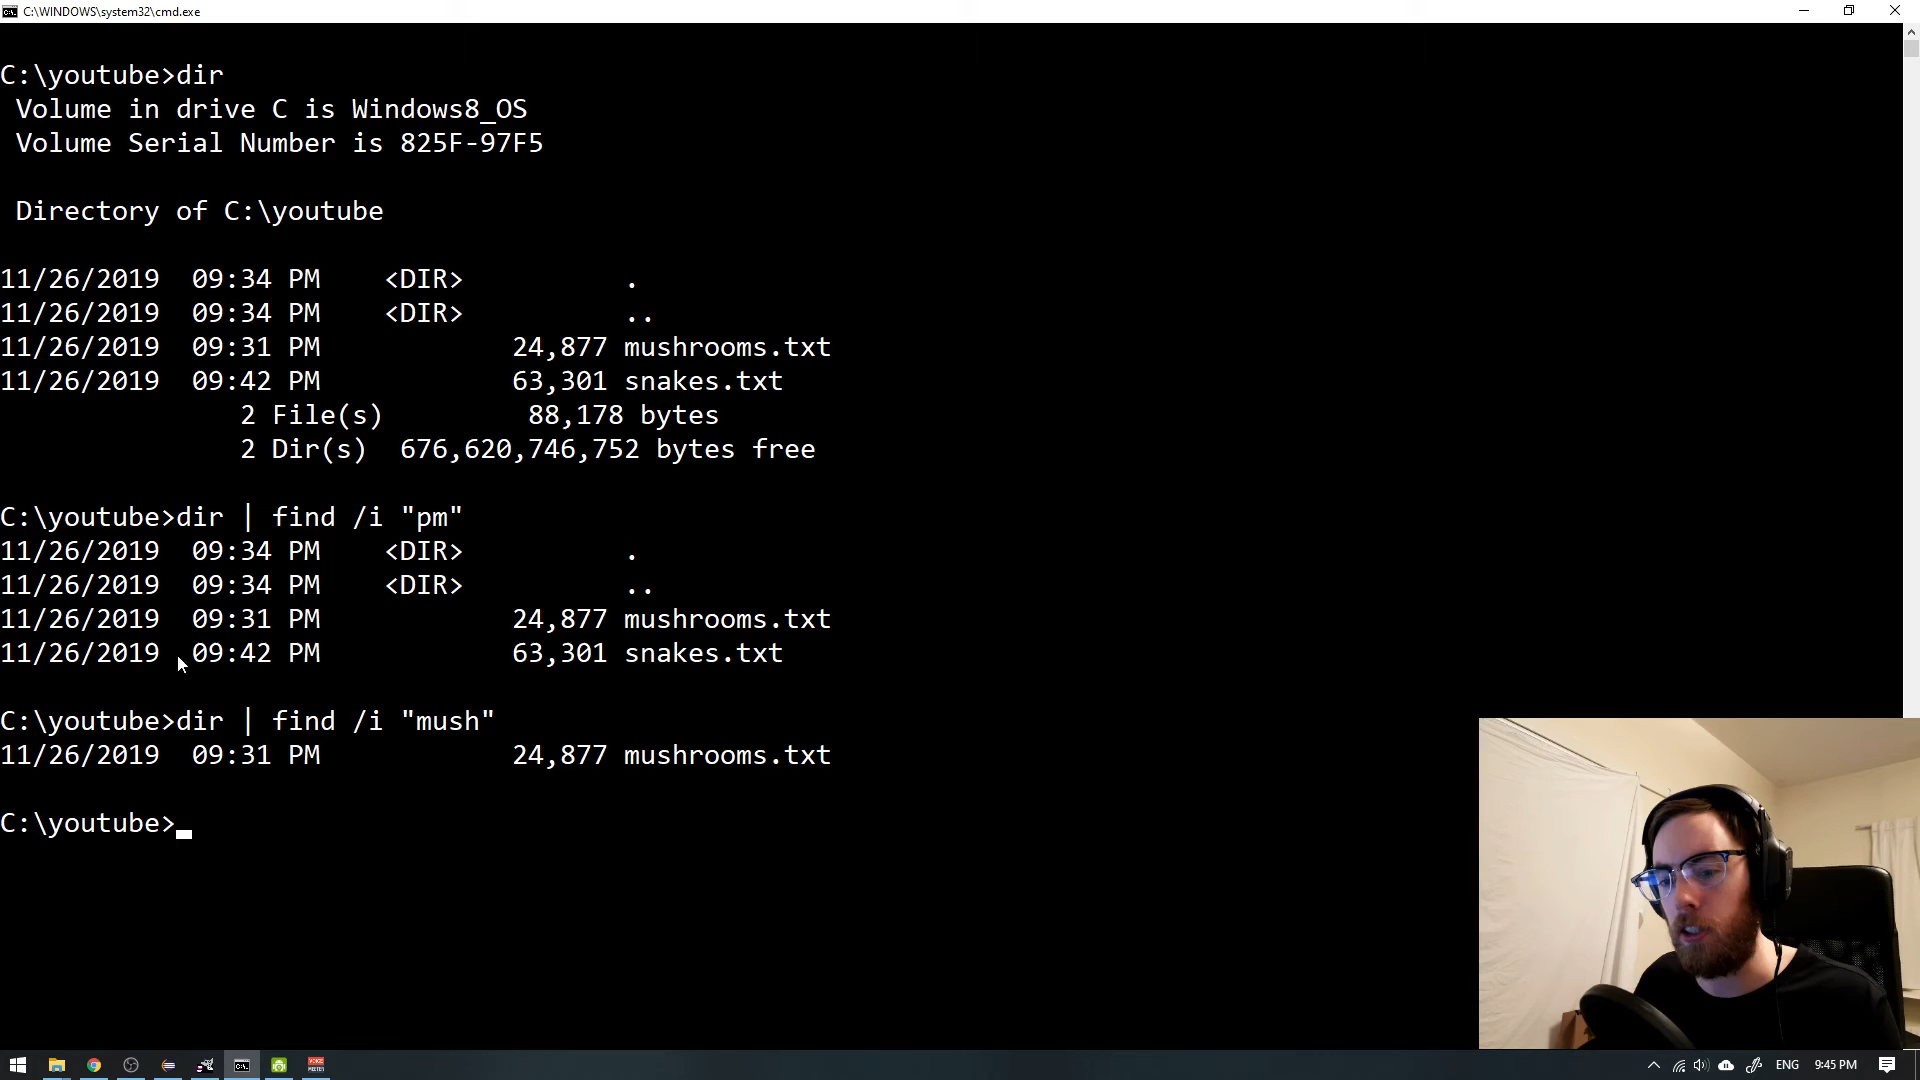 C:\WINDOWS\system32\cmd.exe
C:\youtube>dir
Volume in drive C is Windows8_OS
Volume Serial Number is 825F-97F5
Directory of C:\youtube
11/26/2019  09:34 PM    <DIR>          .
11/26/2019  09:34 PM    <DIR>          ..
11/26/2019  09:31 PM            24,877 mushrooms.txt
11/26/2019  09:42 PM            63,301 snakes.txt
2 File(s)         88,178 bytes
2 Dir(s)  676,620,746,752 bytes free
C:\youtube>dir | find /i "pm"
11/26/2019  09:34 PM    <DIR>          .
11/26/2019  09:34 PM    <DIR>          ..
11/26/2019  09:31 PM            24,877 mushrooms.txt
11/26/2019  09:42 PM            63,301 snakes.txt
C:\youtube>dir | find /i "mush"
11/26/2019  09:31 PM            24,877 mushrooms.txt
C:\youtube>
ENG 9:45 PM